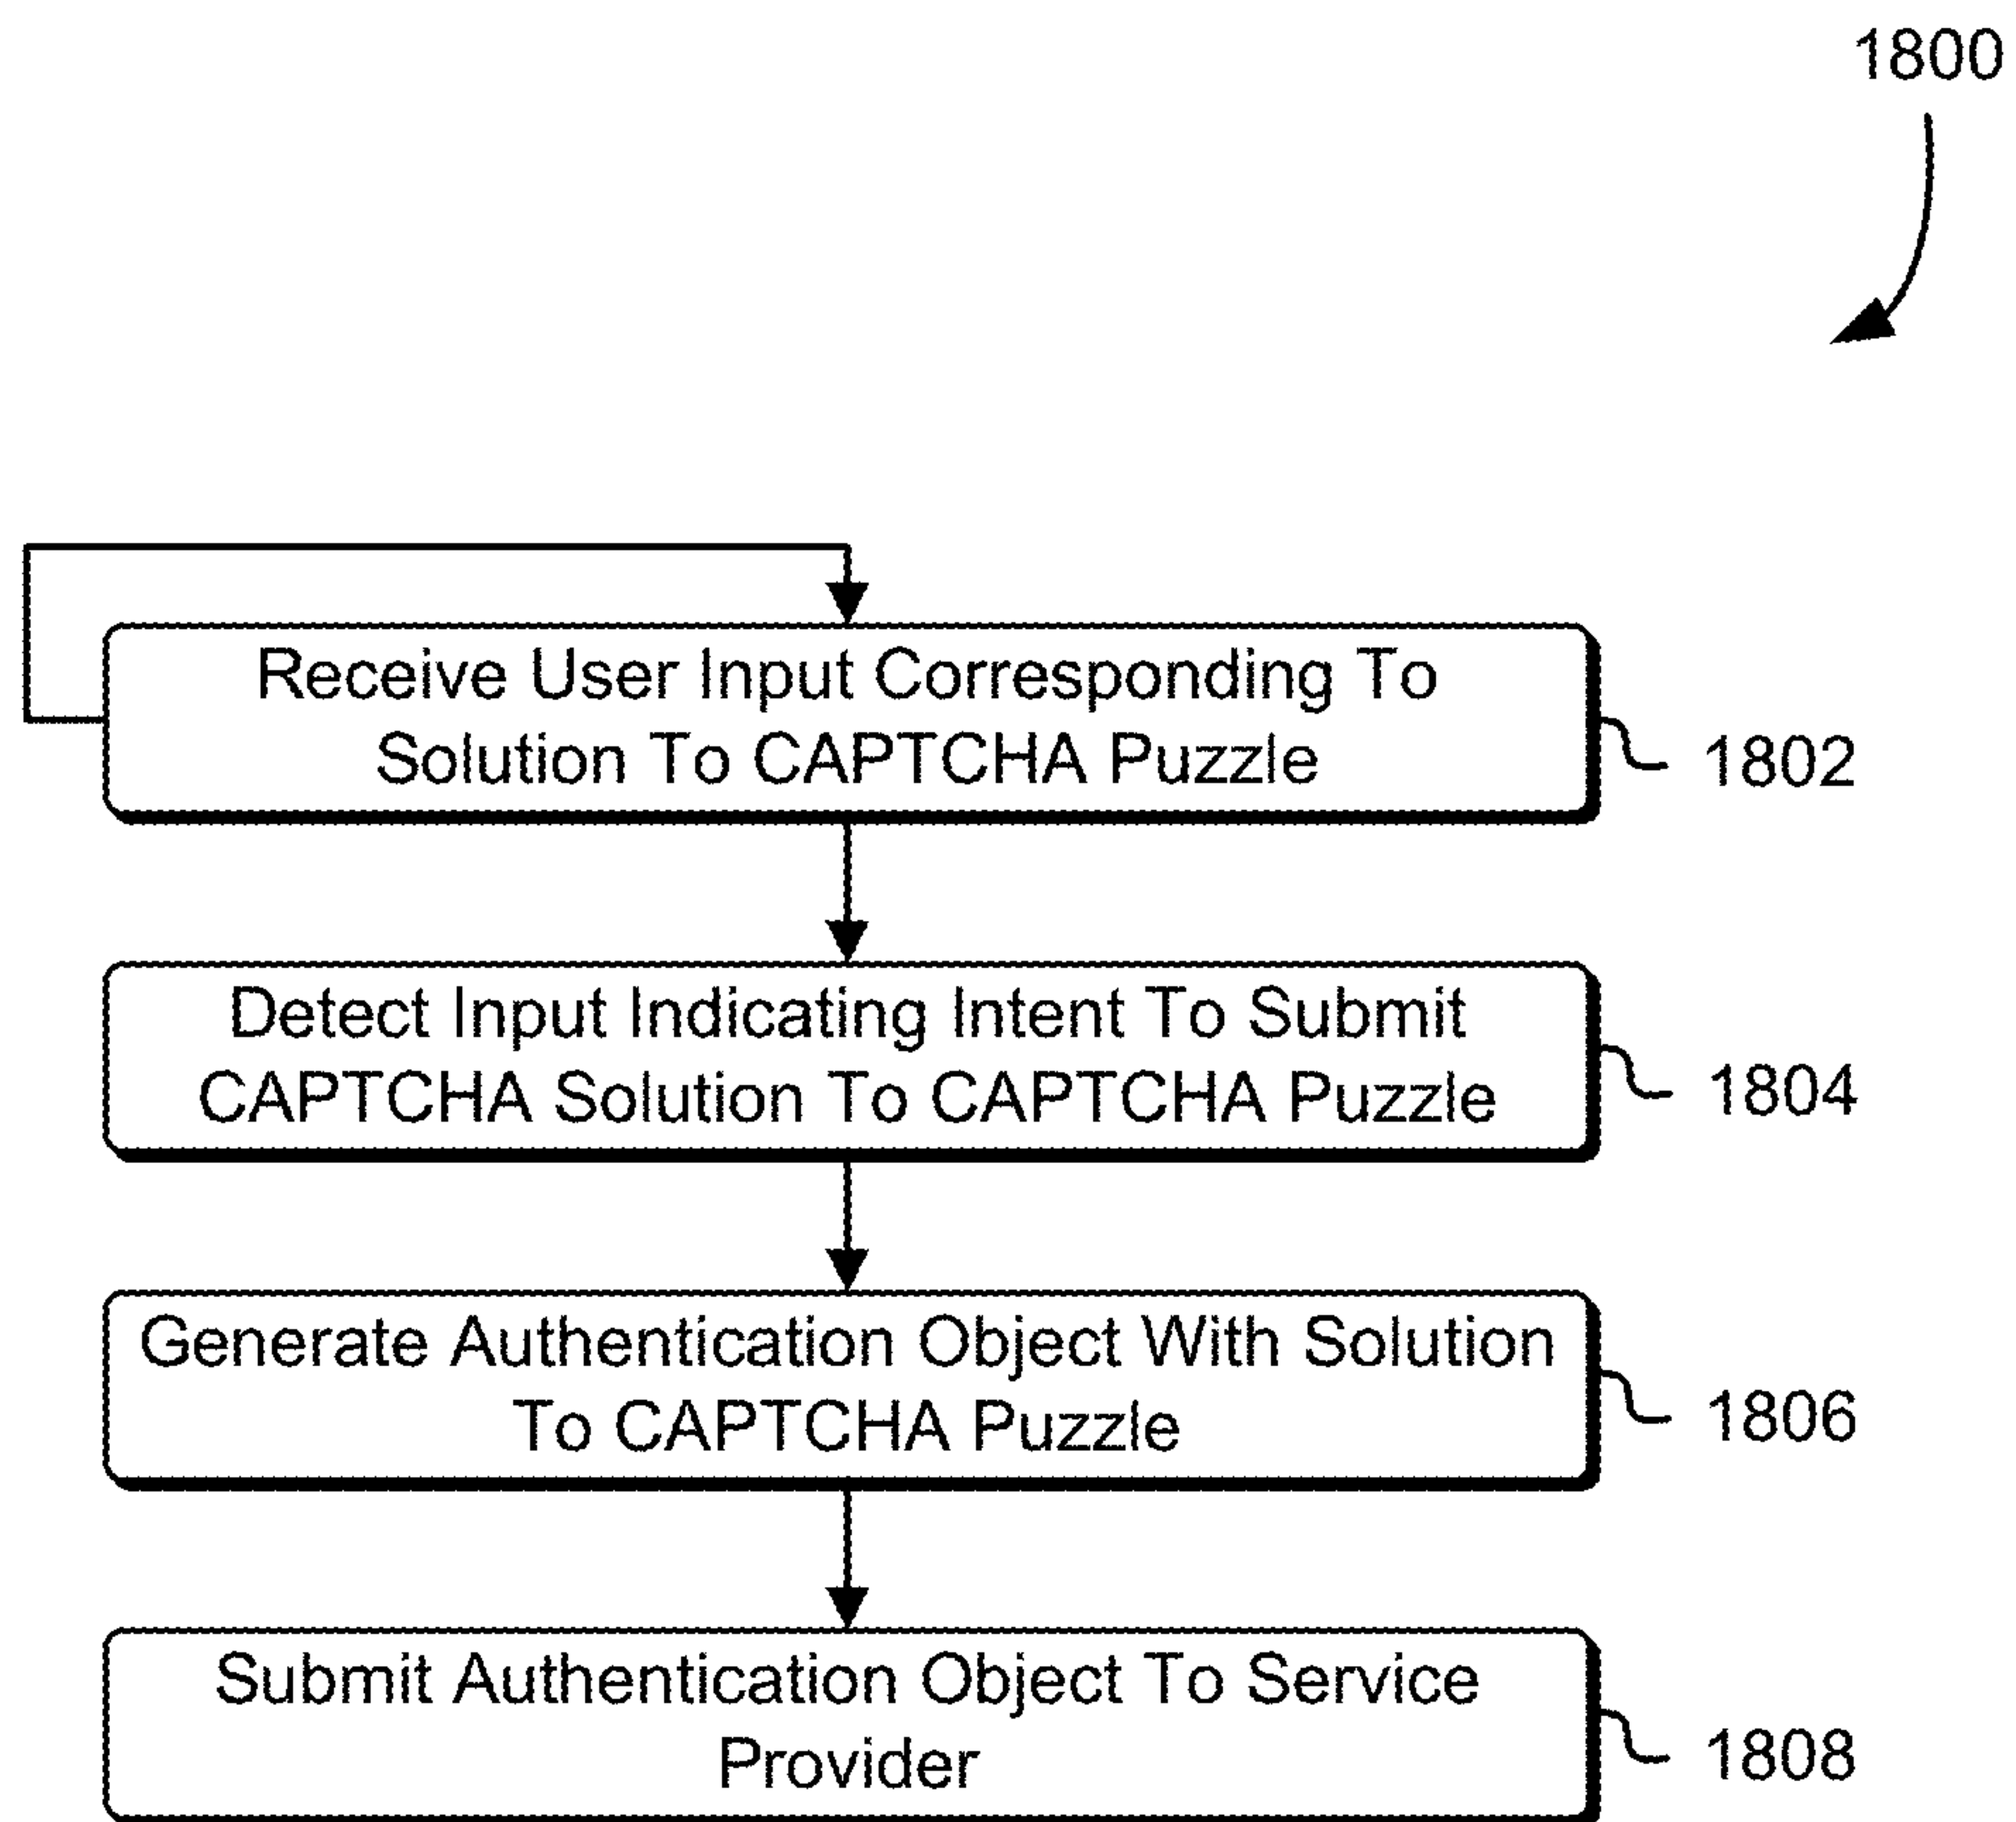 1800
Receive User Input Corresponding To
Solution To CAPTCHA Puzzle
1802
Detect Input Indicating Intent To Submit
CAPTCHA Solution To CAPTCHA Puzzle
1804
Generate Authentication Object With Solution
To CAPTCHA Puzzle
1806
Submit Authentication Object To Service
Provider
1808